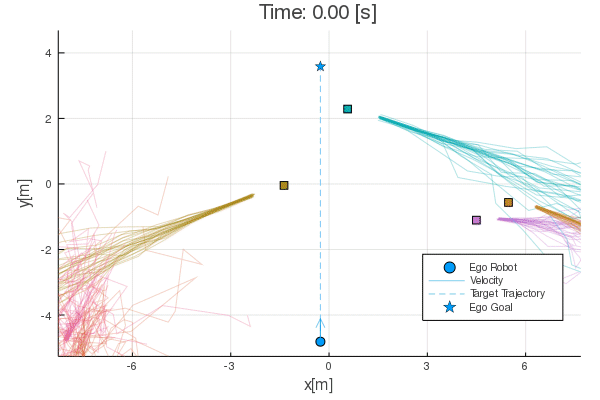 Time: 0.00 [s]
4
2
0
-2
-4
y[m]
-6
-3
0
3
6
x[m]
Ego Robot
Velocity
Target Trajectory
Ego Goal